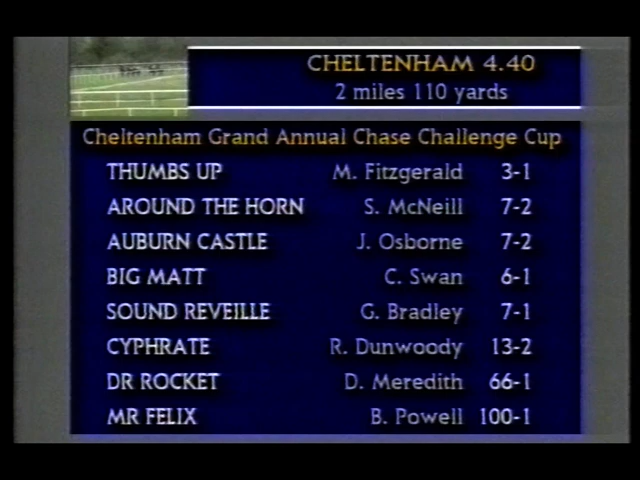 CHELTENHAM 4.40
2 miles 110 yards
Cheltenham Grand Annual Chase Challenge Cup
THUMBS UP M. Fitzgerald 3-1
AROUND THE HORN S. McNeill 7-2
AUBURN CASTLE J. Osborne 7-2
BIG MATT C. Swan 6-1
SOUND REVEILLE G. Bradley 7-1
CYPHRATE R. Dunwoody 13-2
DR ROCKET D. Meredith 66-1
MR FELIX B. Powell 100-1